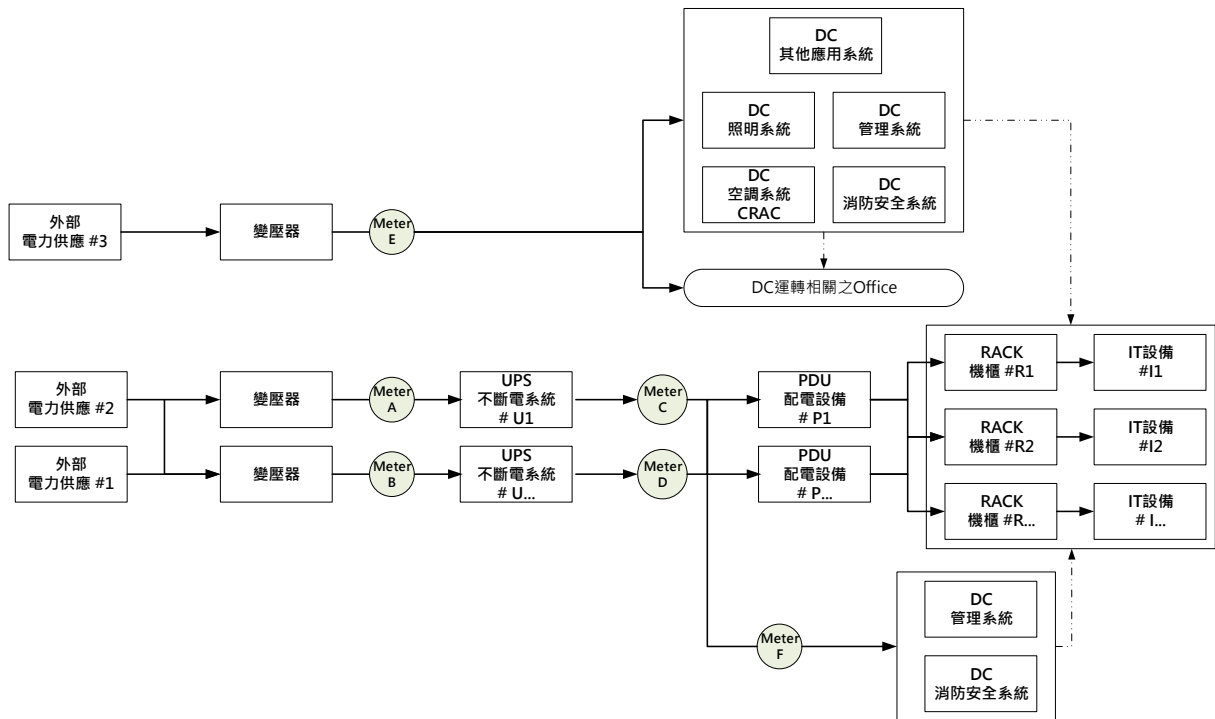 DC
其他應用系統
DC
照明系統
DC
管理系統
DC
空調系統
CRAC
DC
消防安全系統
外部
電力供應 #3
變壓器
Meter
E
DC運轉相關之Office
外部
電力供應 #2
變壓器
Meter
A
UPS
不斷電系統
# U1
Meter
C
PDU
配電設備
# P1
RACK
機櫃 #R1
IT設備
#I1
RACK
機櫃 #R2
IT設備
#I2
外部
電力供應 #1
變壓器
Meter
B
UPS
不斷電系統
# U...
Meter
D
PDU
配電設備
# P...
RACK
機櫃 #R...
IT設備
# I...
Meter
F
DC
管理系統
DC
消防安全系統